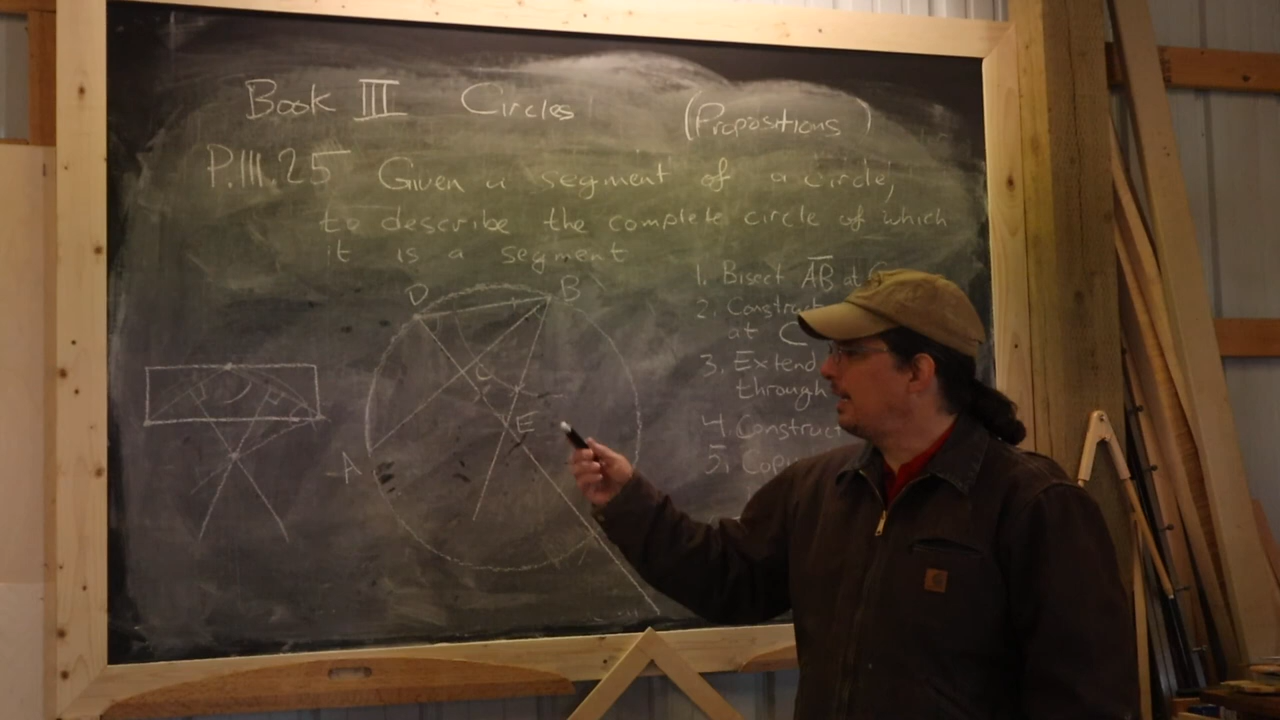 Book III Circles (Propositions)
P.III.25 Given a segment of a circle,
to describe the complete circle of which
it is a segment
1. Bisect AB at
2. Construct
at C
3. Extend
through
4. Construct
5.
D
B
C
E
A